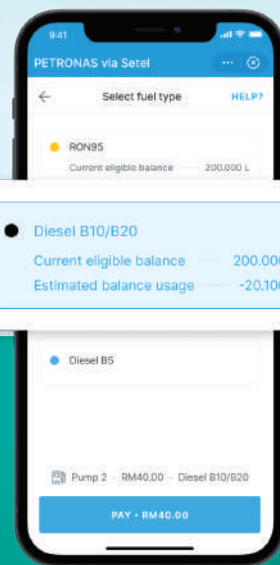 9:41
PETRONAS via Setel
Select fuel type HELP?
RON95
Current eligible balance 200.000 L
Diesel B10/B20
Current eligible balance 200.000
Estimated balance usage -20.100
Diesel B5
Pump 2 · RM40.00 · Diesel B10/B20
PAY • RM40.00